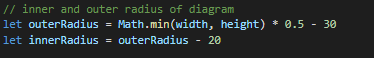 // inner and outer radius of diagram
let outerRadius = Math.min(width, height) * 0.5 - 30
let innerRadius = outerRadius - 20